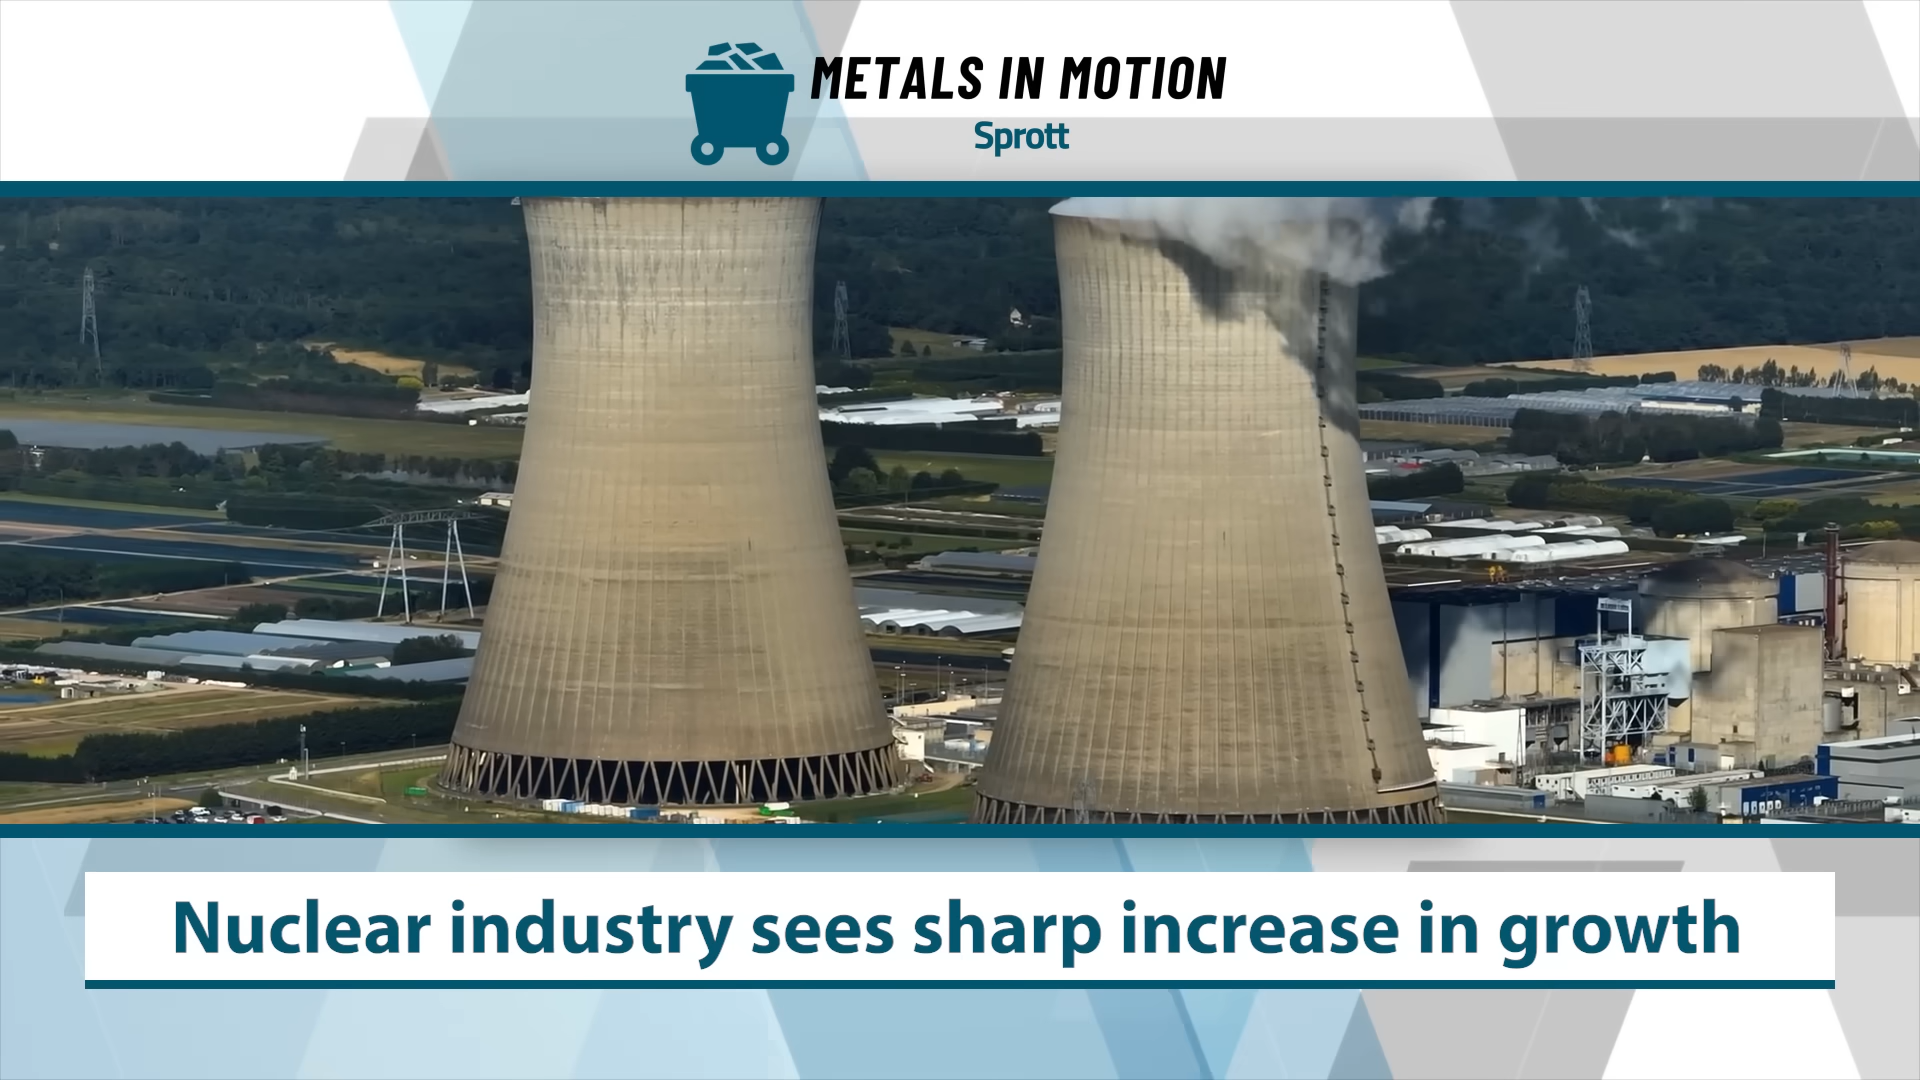 METALS IN MOTION
Sprott
Nuclear industry sees sharp increase in growth